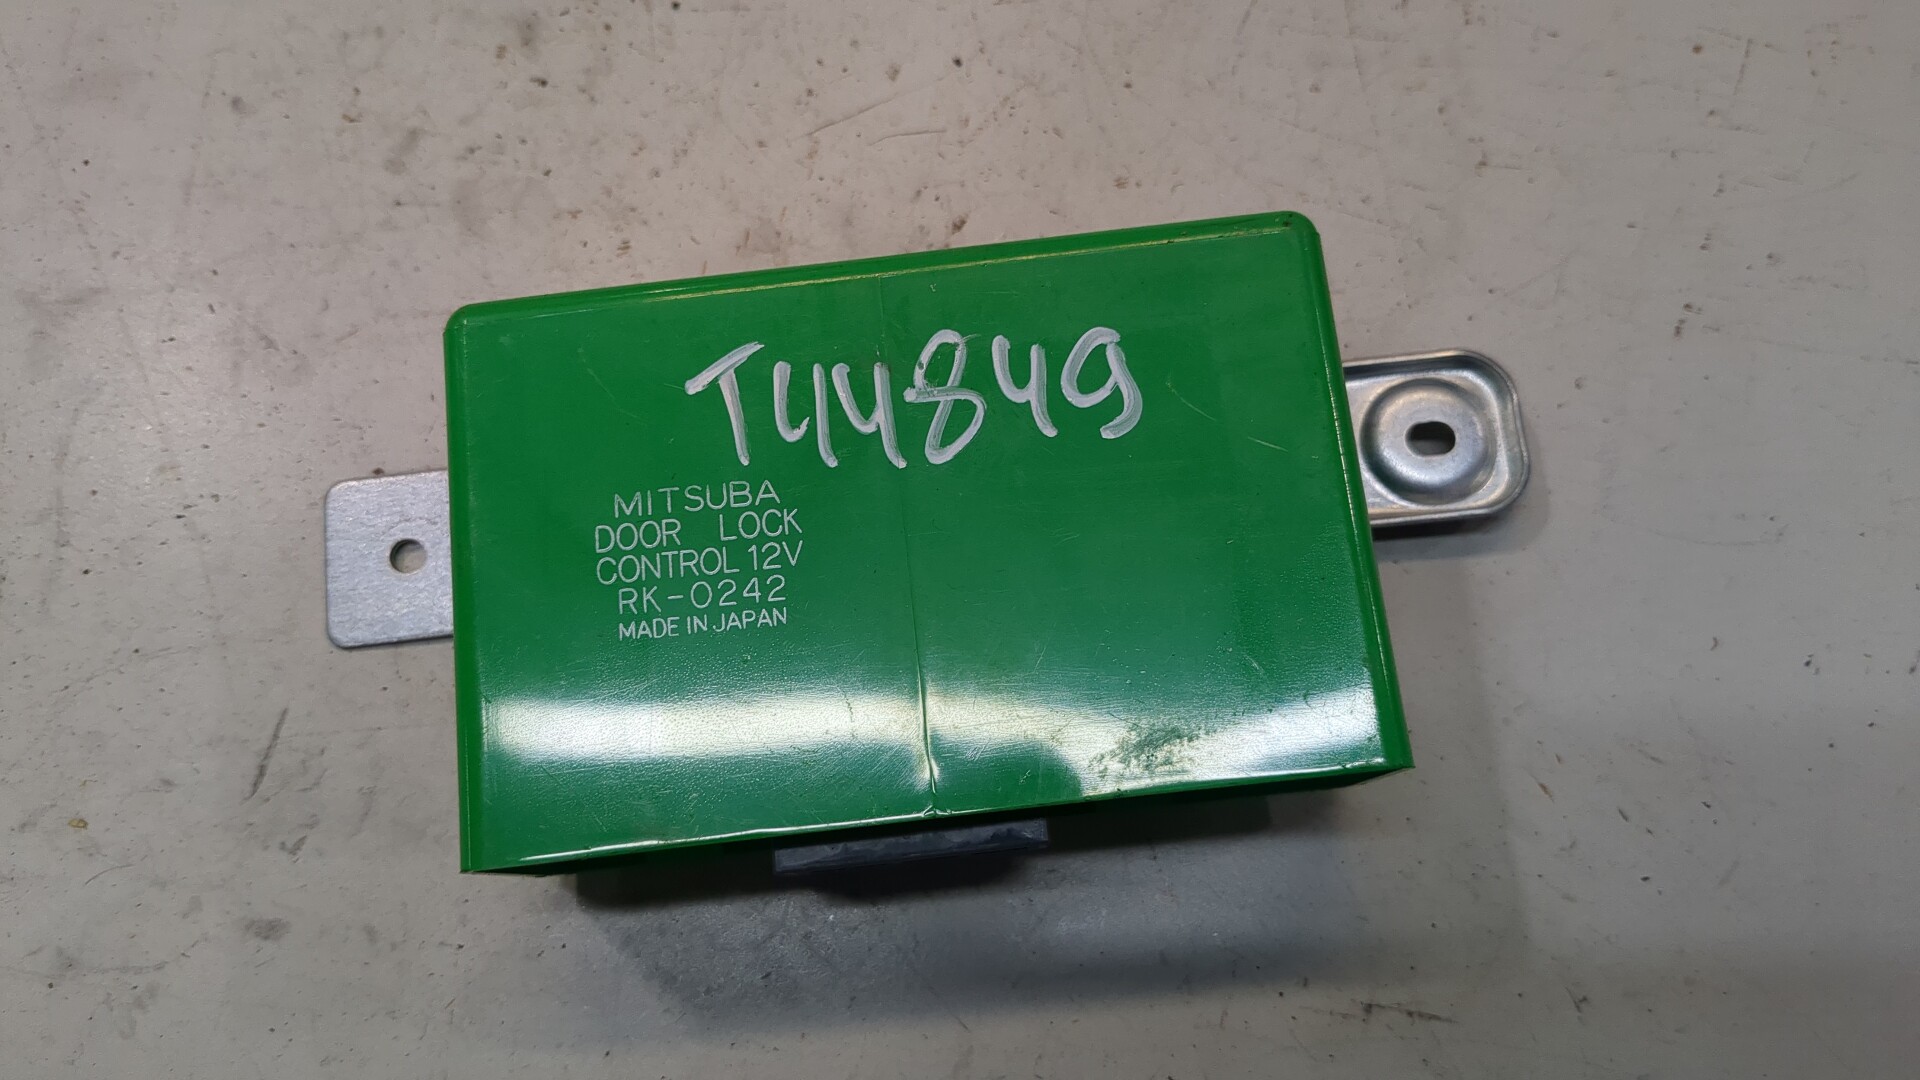 T44849
MITSUBA
DOOR LOCK
CONTROL 12V
RK-0242
MADE IN JAPAN